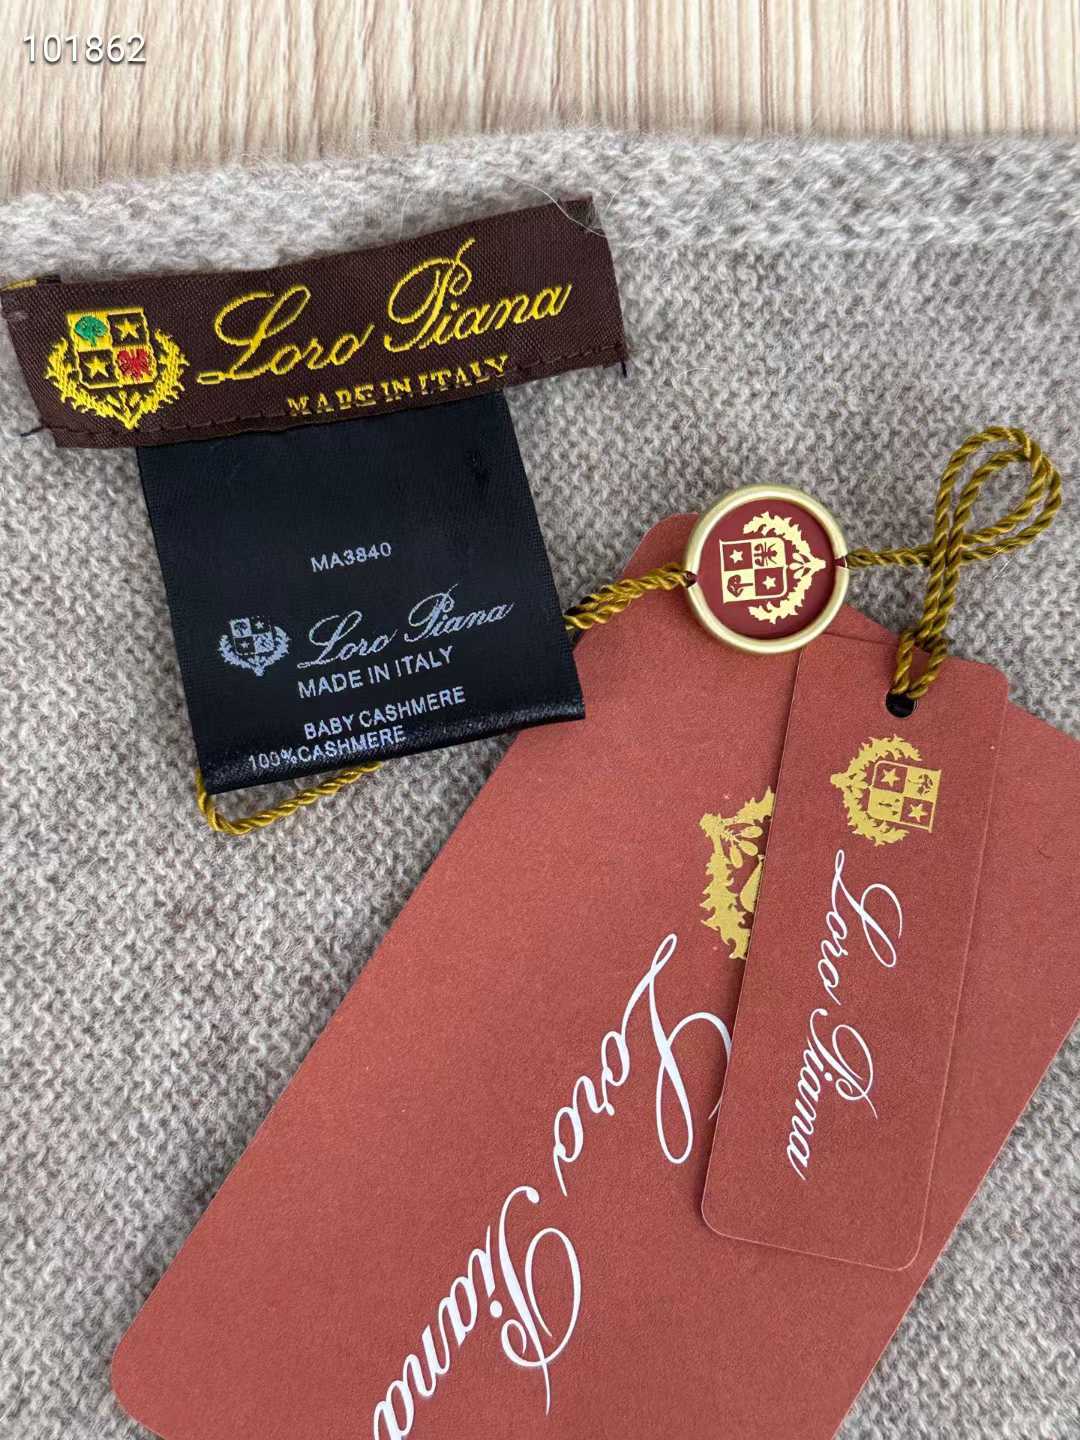 101862
Loro Piana
MADE IN ITALY
MA3840
Loro Piana
MADE IN ITALY
BABY CASHMERE
100%CASHMERE
Loro Piana
Loro Piana